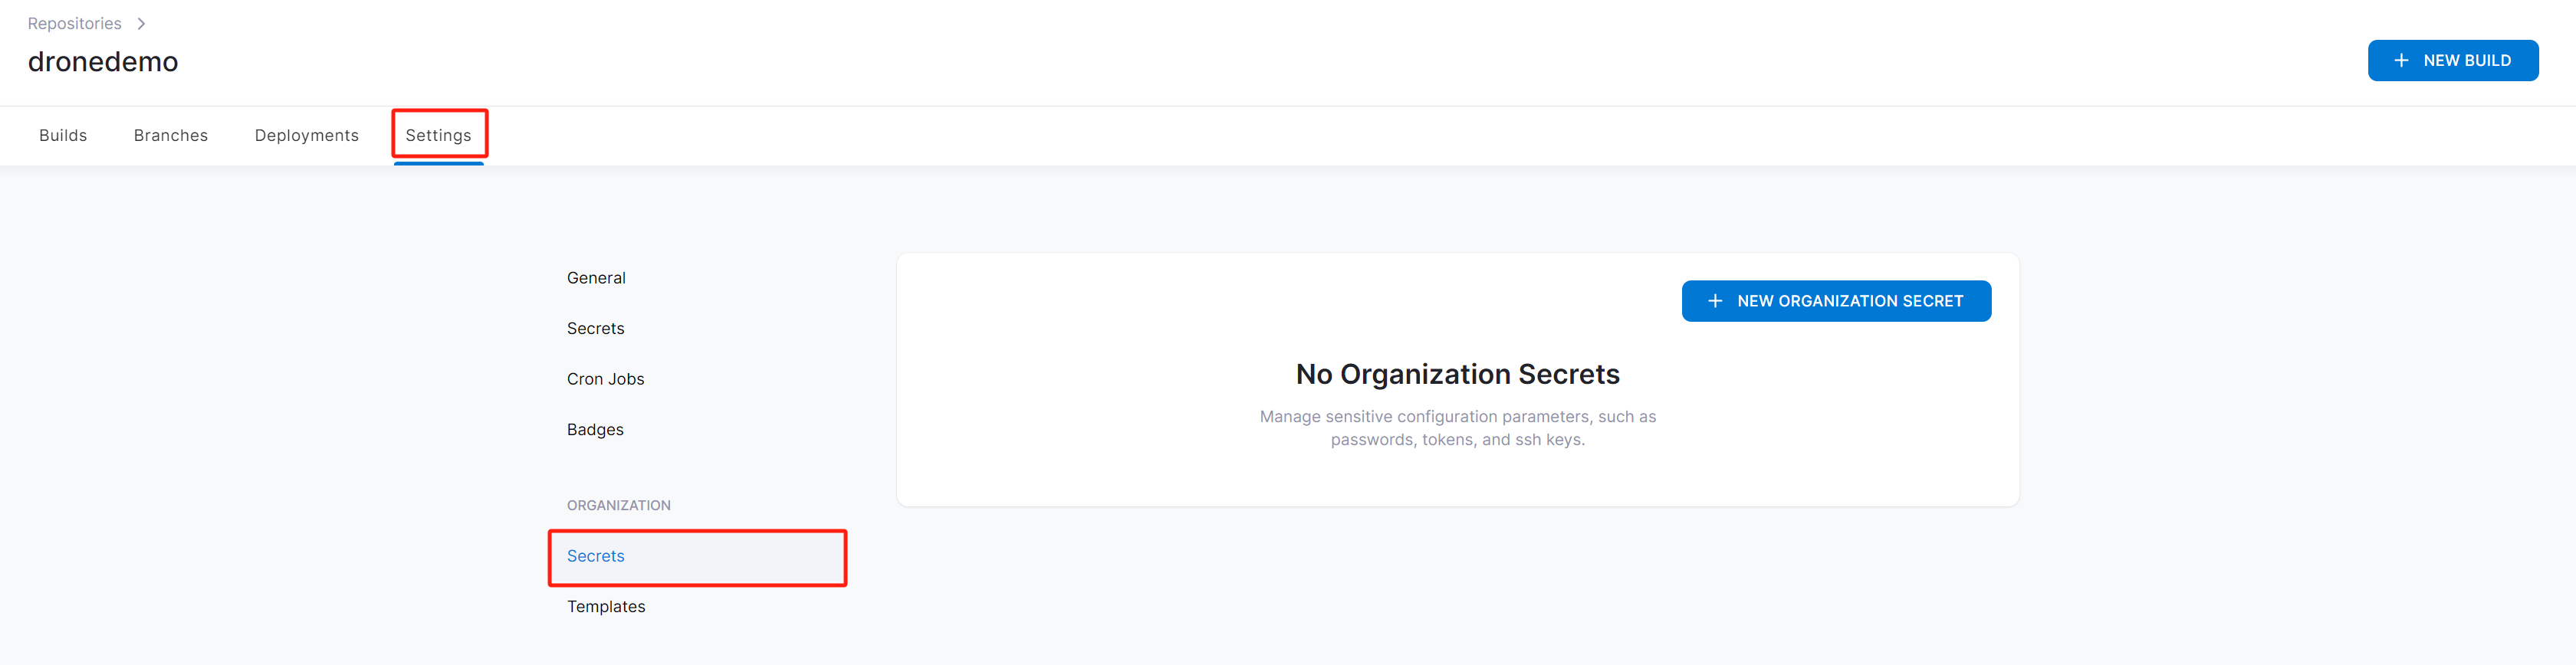 Repositories
dronedemo
NEW BUILD
Builds
Branches
Deployments
Settings
General
Secrets
Cron Jobs
Badges
ORGANIZATION
Secrets
Templates
NEW ORGANIZATION SECRET
No Organization Secrets
Manage sensitive configuration parameters, such as
passwords, tokens, and ssh keys.